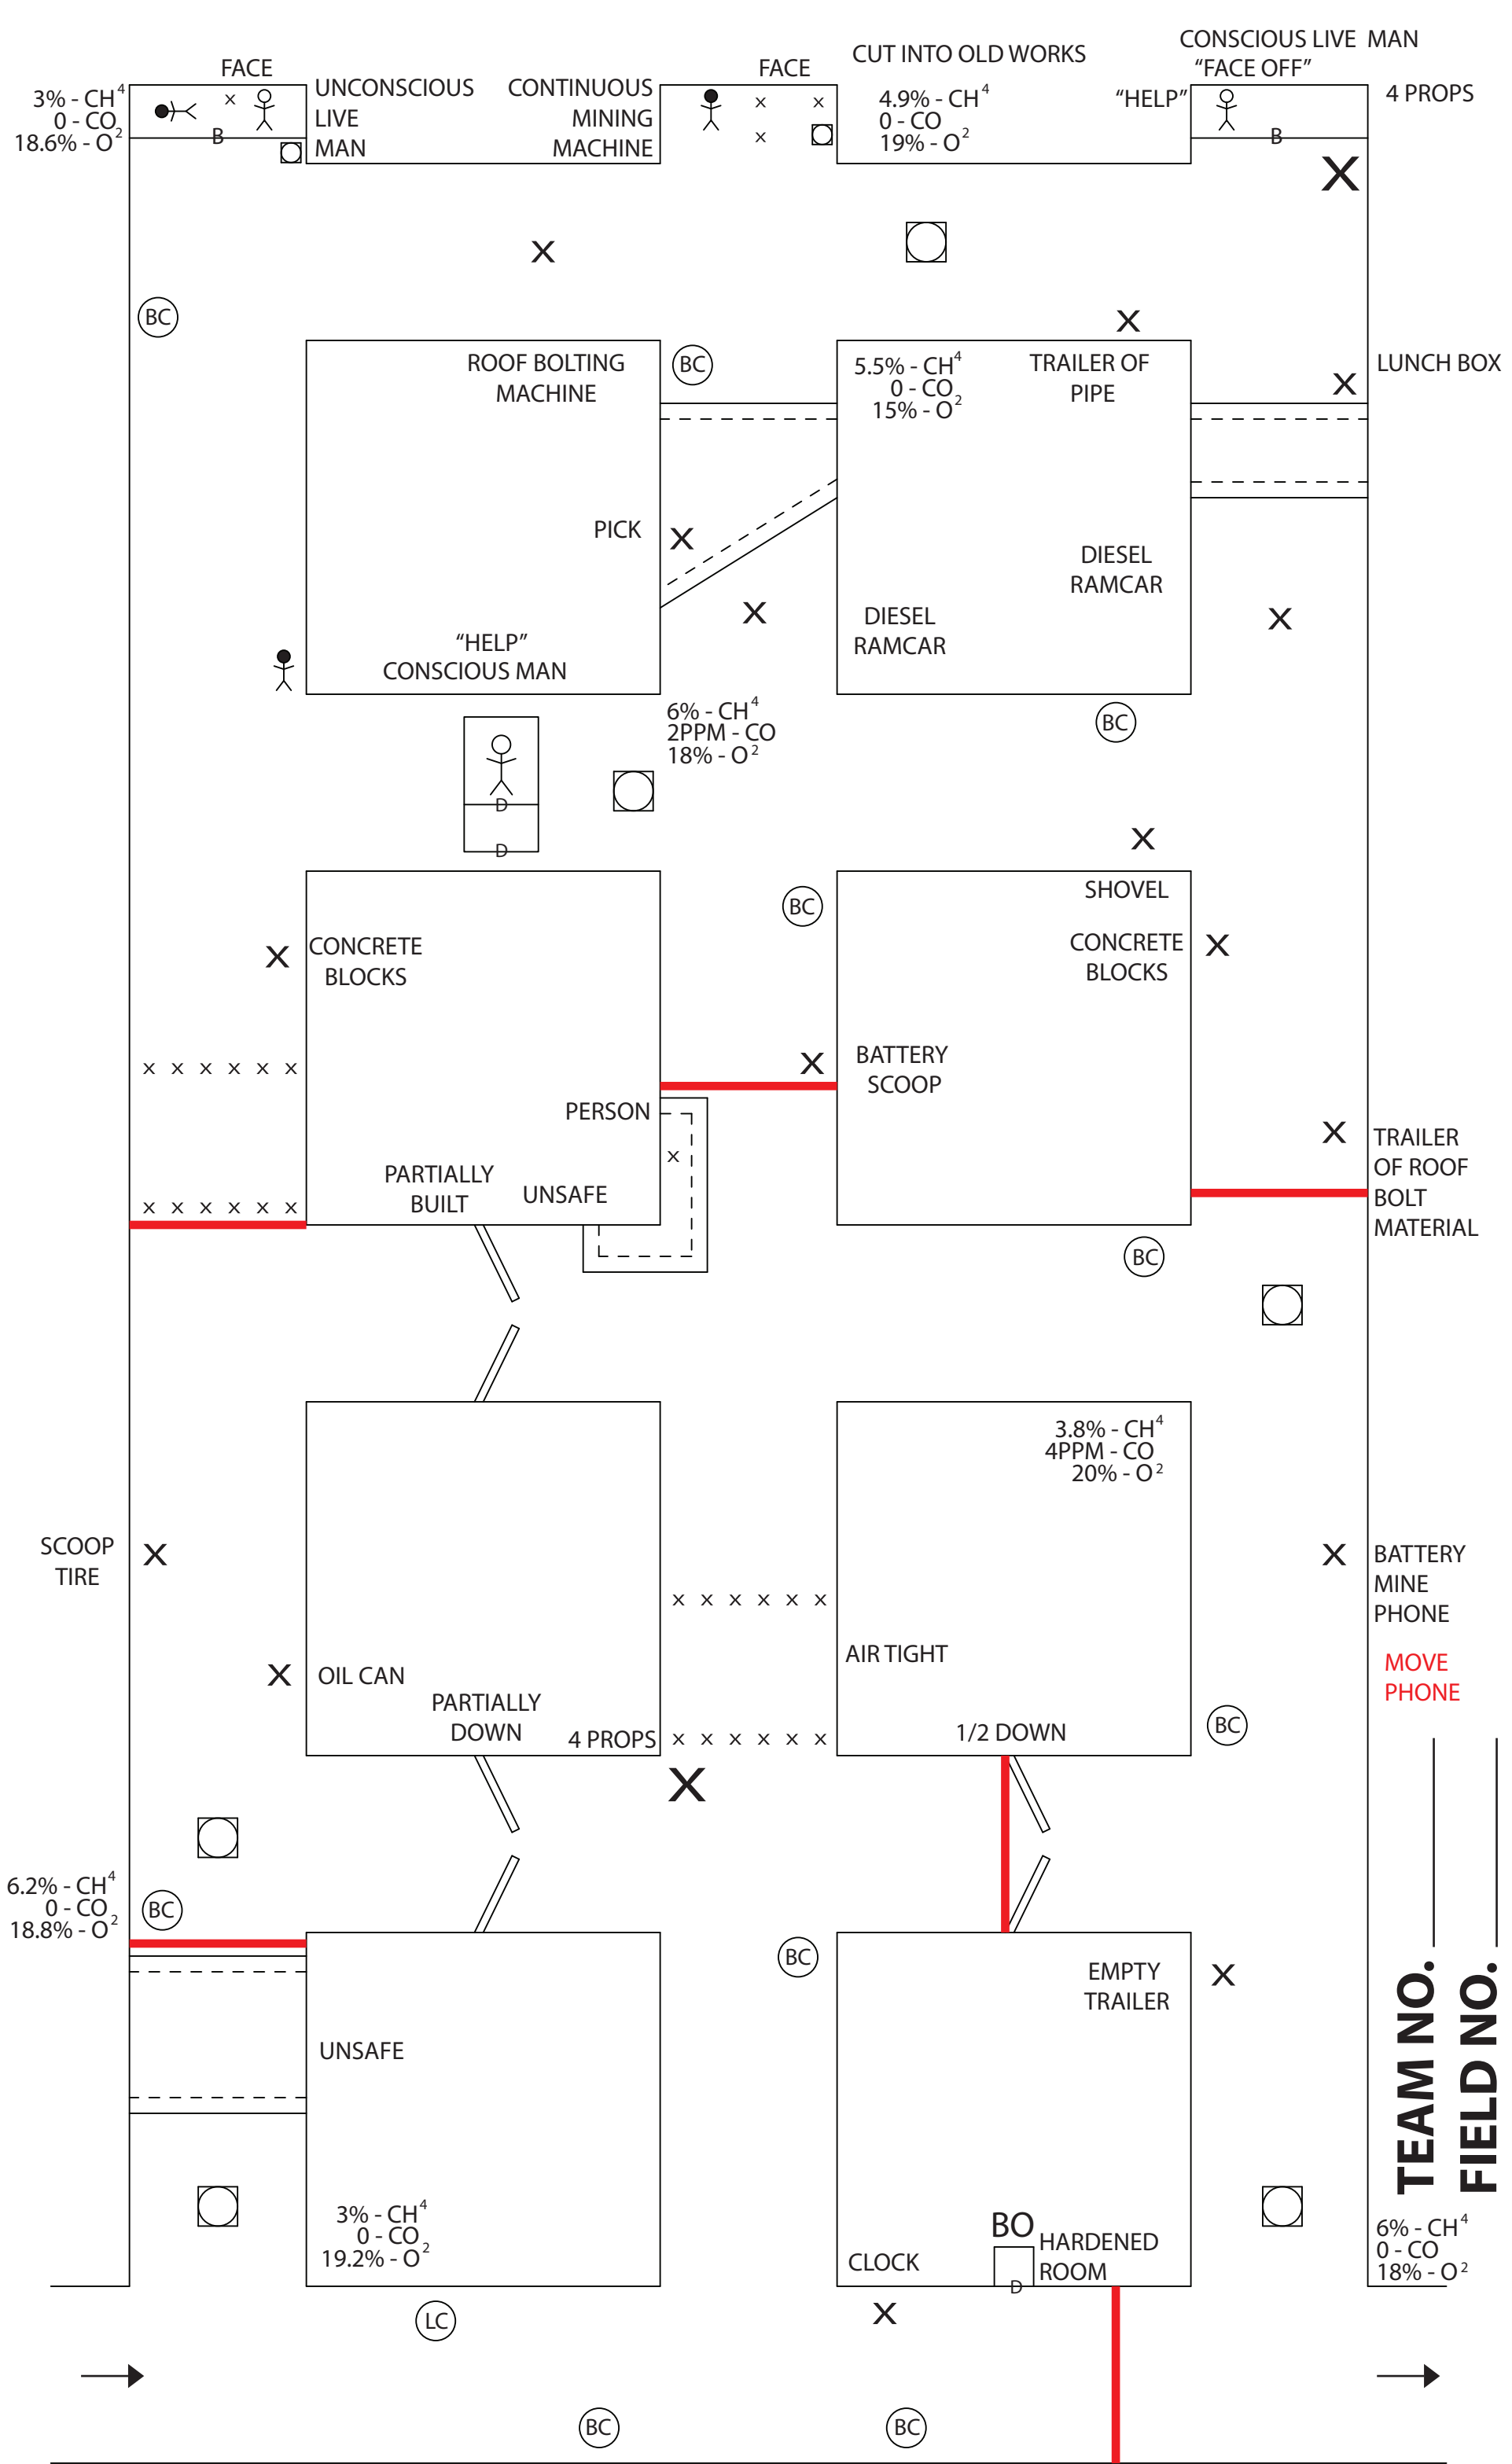 FACE
FACE
CUT INTO OLD WORKS
CONSCIOUS LIVE MAN
“FACE OFF”
3% - CH⁴
0 - CO
18.6% - O²
B
UNCONSCIOUS
LIVE
MAN
CONTINUOUS
MINING
MACHINE
4.9% - CH⁴
0 - CO
19% - O²
“HELP”
B
4 PROPS
X
X
BC
X
ROOF BOLTING
MACHINE
BC
5.5% - CH⁴
0 - CO
15% - O²
TRAILER OF
PIPE
X
LUNCH BOX
PICK
X
X
DIESEL
RAMCAR
DIESEL
RAMCAR
X
“HELP”
CONSCIOUS MAN
6% - CH⁴
2PPM - CO
18% - O²
BC
D
D
X
BC
SHOVEL
X
CONCRETE
BLOCKS
CONCRETE
BLOCKS
X
x x x x x x
X
BATTERY
SCOOP
PERSON
x
X
TRAILER
OF ROOF
BOLT
MATERIAL
x x x x x x
PARTIALLY
BUILT
UNSAFE
BC
3.8% - CH⁴
4PPM - CO
20% - O²
SCOOP
TIRE
X
X
BATTERY
MINE
PHONE
x x x x x x
AIR TIGHT
MOVE
PHONE
X
OIL CAN
PARTIALLY
DOWN
4 PROPS
x x x x x x
1/2 DOWN
BC
X
6.2% - CH⁴
0 - CO
18.8% - O²
BC
BC
EMPTY
TRAILER
X
TEAM NO.
FIELD NO.
UNSAFE
3% - CH⁴
0 - CO
19.2% - O²
CLOCK
BO
HARDENED
ROOM
D
6% - CH⁴
0 - CO
18% - O²
LC
X
BC
BC